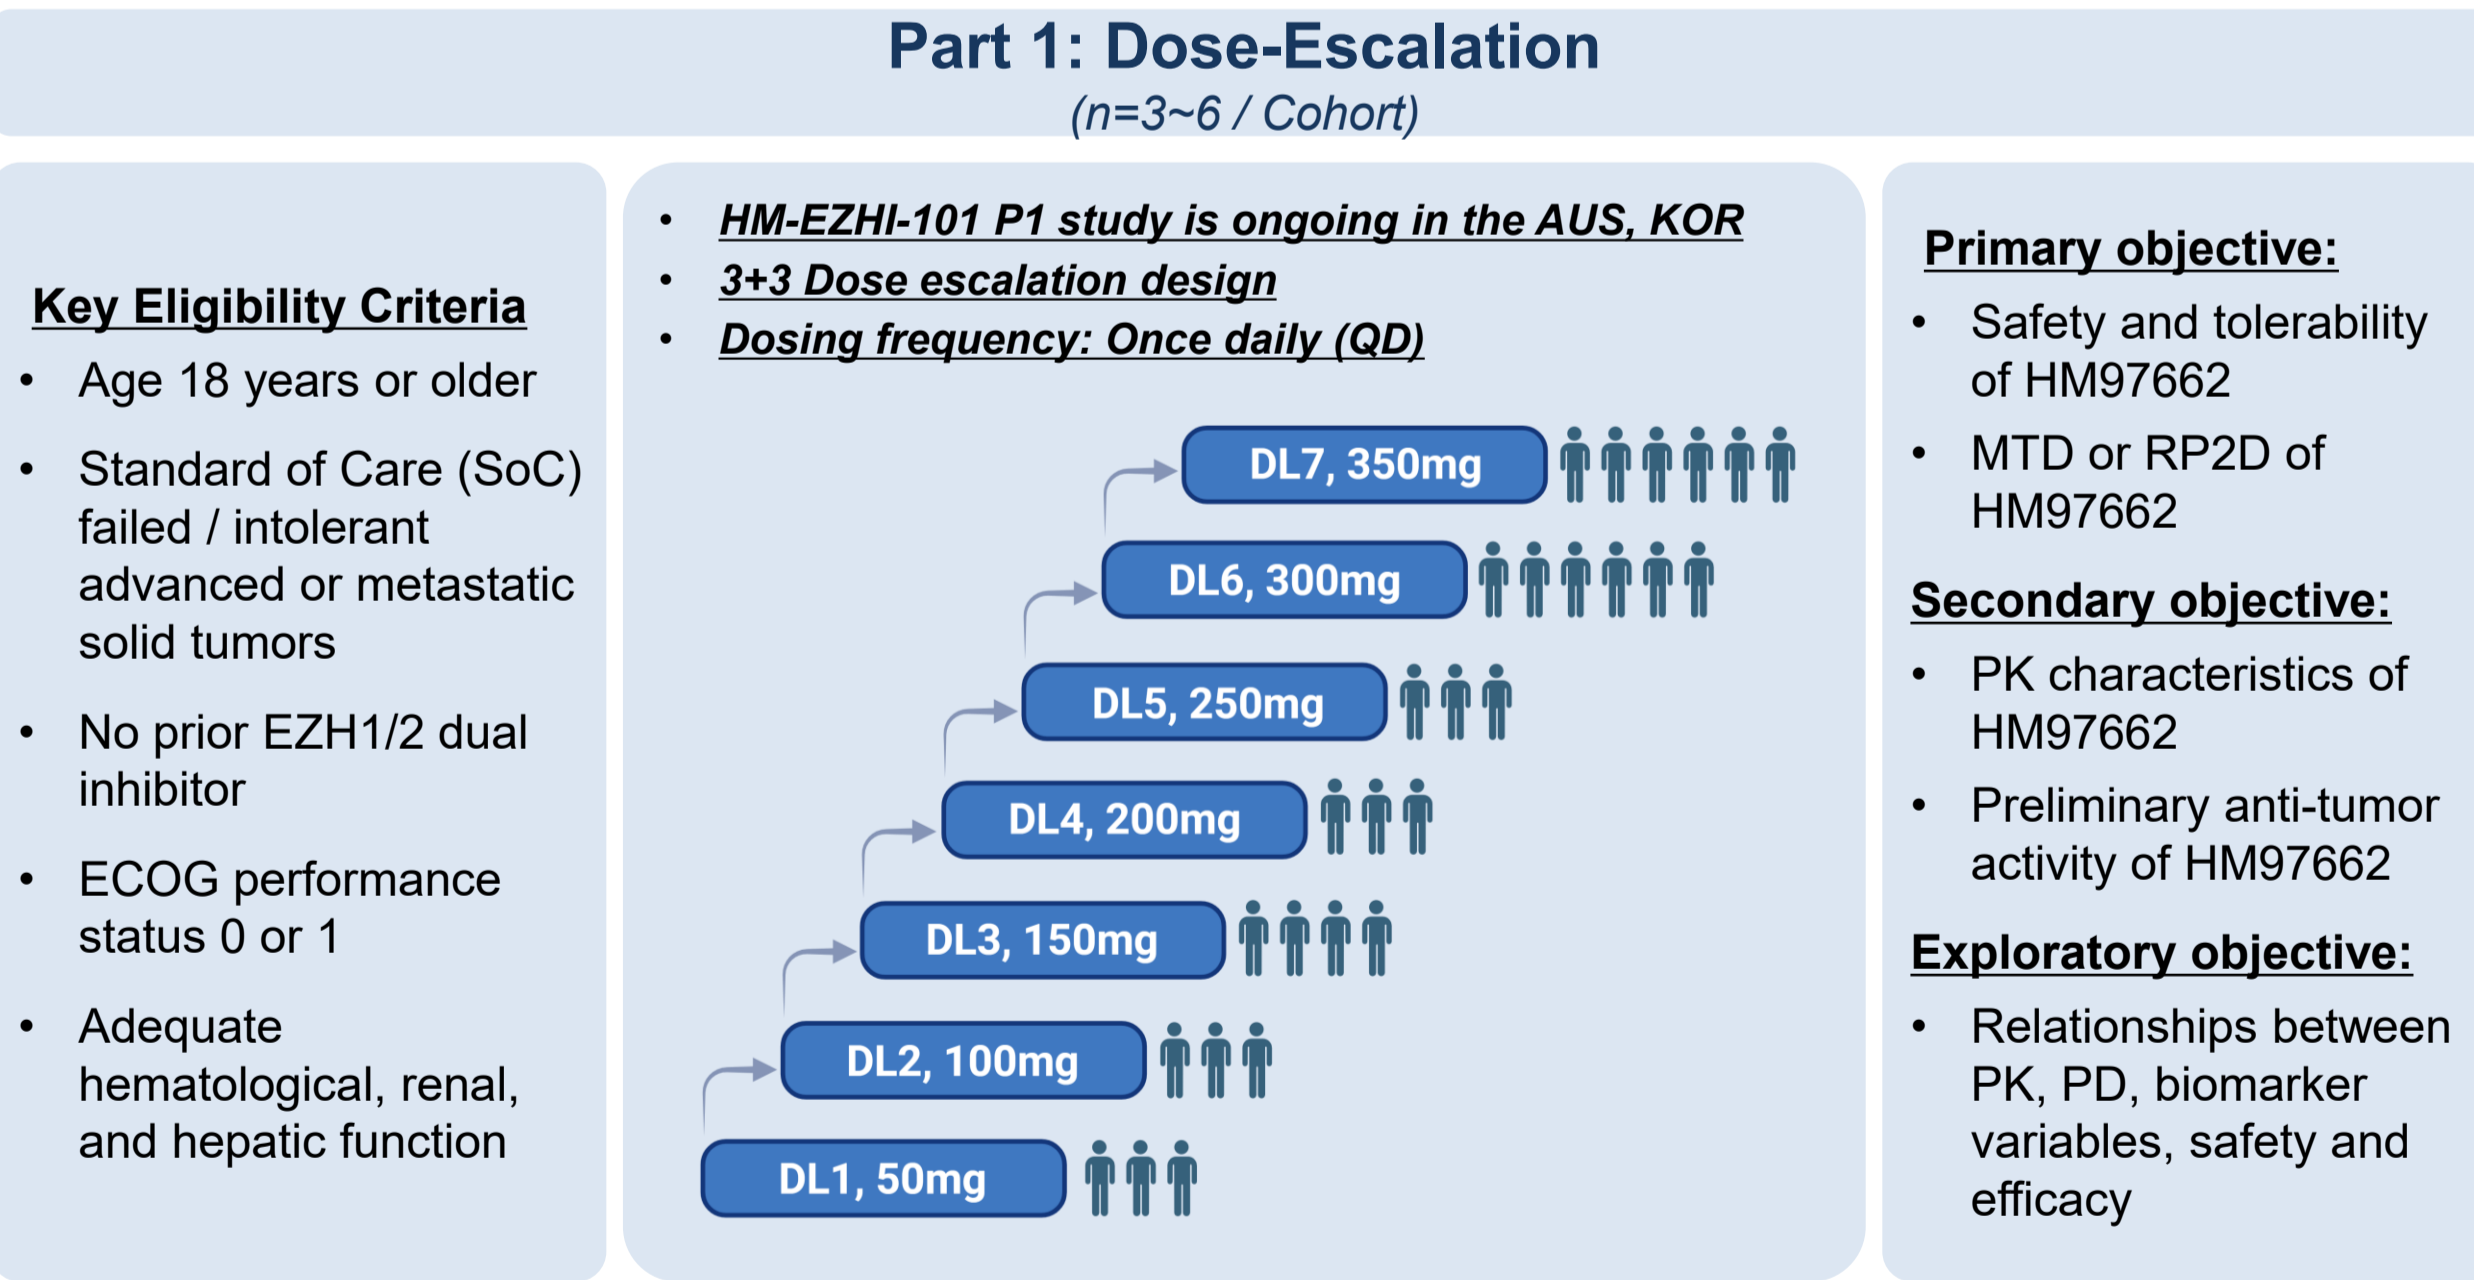 Part 1: Dose-Escalation
(n=3~6 / Cohort)
Key Eligibility Criteria
• Age 18 years or older
• Standard of Care (SoC)
failed / intolerant
advanced or metastatic
solid tumors
• No prior EZH1/2 dual
inhibitor
• ECOG performance
status 0 or 1
• Adequate
hematological, renal,
and hepatic function
• HM-EZHI-101 P1 study is ongoing in the AUS, KOR
• 3+3 Dose escalation design
• Dosing frequency: Once daily (QD)
DL7, 350mg
DL6, 300mg
DL5, 250mg
DL4, 200mg
DL3, 150mg
DL2, 100mg
DL1, 50mg
Primary objective:
• Safety and tolerability
of HM97662
• MTD or RP2D of
HM97662
Secondary objective:
• PK characteristics of
HM97662
• Preliminary anti-tumor
activity of HM97662
Exploratory objective:
• Relationships between
PK, PD, biomarker
variables, safety and
efficacy